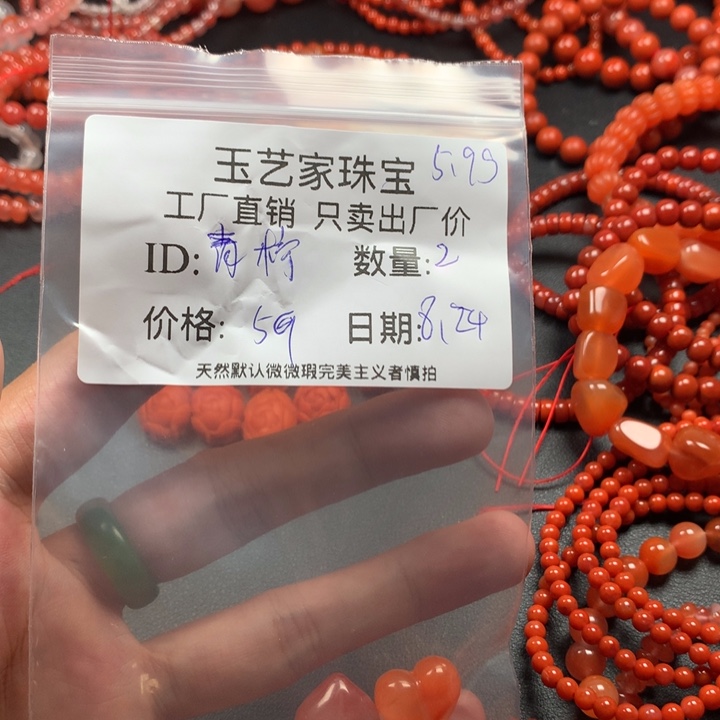 玉艺家珠宝 5.99
工厂直销 只卖出厂价
ID: 青柠 数量: 2
价格: 59 日期: 8.24
天然默认微微瑕完美主义者慎拍